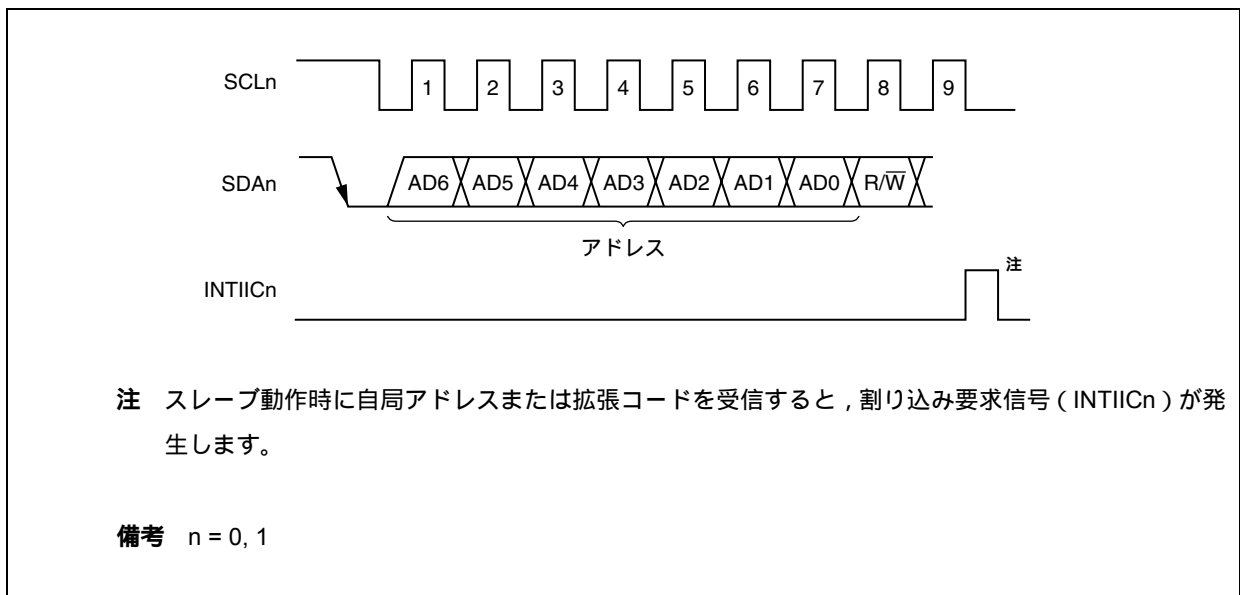 SCLn
1 2 3 4 5 6 7 8 9
SDAn
AD6 AD5 AD4 AD3 AD2 AD1 AD0 R/W̅
アドレス
INTIICn
注
注 スレーブ動作時に自局アドレスまたは拡張コードを受信すると，割り込み要求信号（INTIICn）が発
生します。
備考 n = 0, 1